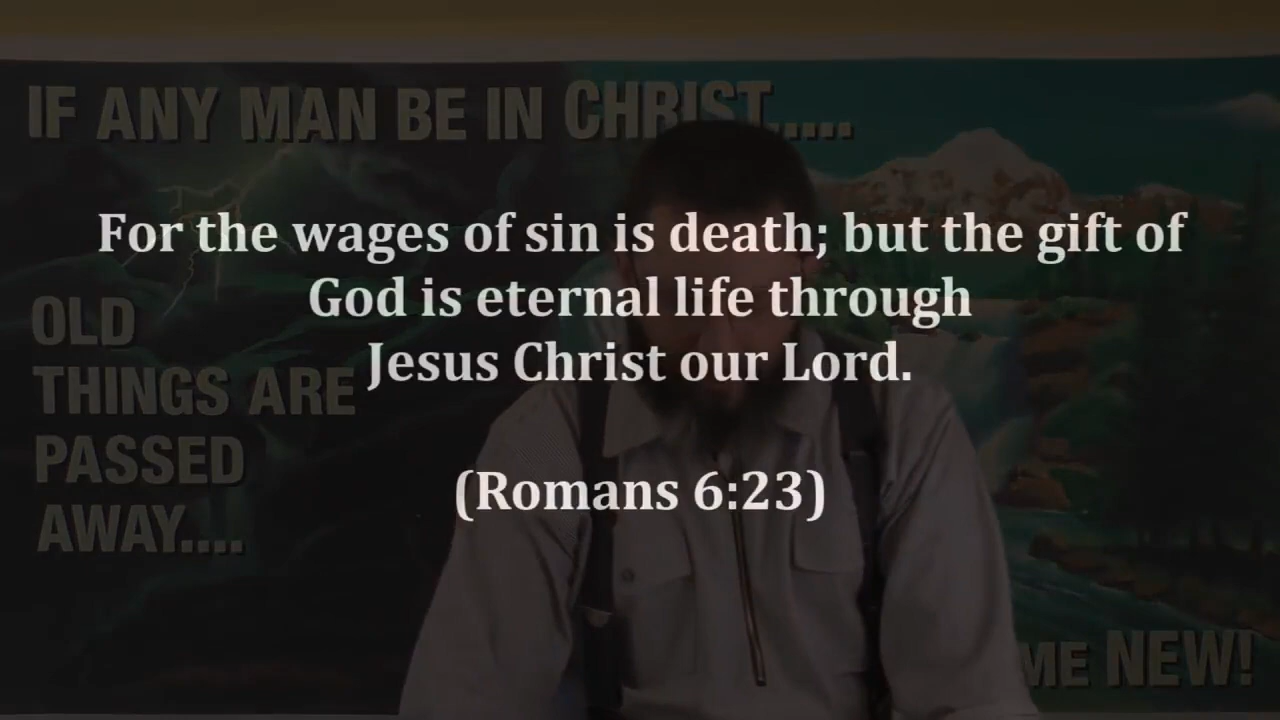 IF ANY MAN BE IN CHRIST.....
For the wages of sin is death; but the gift of
God is eternal life through
Jesus Christ our Lord.
(Romans 6:23)
OLD
THINGS ARE
PASSED
AWAY....
ME NEW!